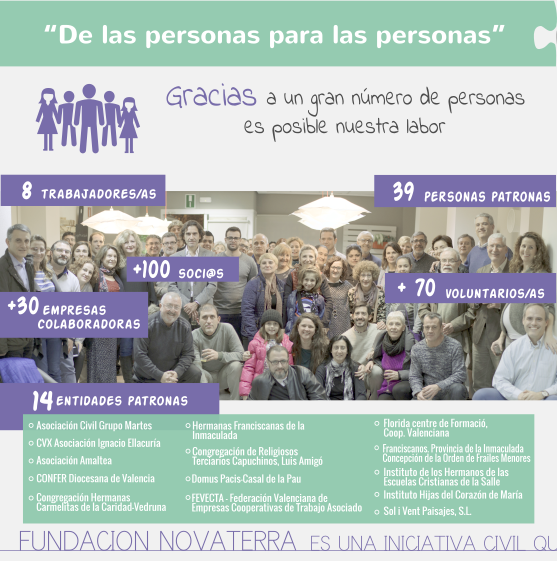 “De las personas para las personas”
Gracias a un gran número de personas
es posible nuestra labor
8 TRABAJADORES/AS
39 PERSONAS PATRONAS
+100 SOCI@S
+ 70 VOLUNTARIOS/AS
+30 EMPRESAS
COLABORADORAS
14 ENTIDADES PATRONAS
Asociación Civil Grupo Martes
CVX Asociación Ignacio Ellacuría
Asociación Amaltea
CONFER Diocesana de Valencia
Congregación Hermanas
Carmelitas de la Caridad-Vedruna
Hermanas Franciscanas de la
Inmaculada
Congregación de Religiosos
Terciarios Capuchinos, Luis Amigó
Domus Pacis-Casal de la Pau
FEVECTA - Federación Valenciana de
Empresas Cooperativas de Trabajo Asociado
Florida centre de Formació,
Coop. Valenciana
Franciscanos. Provincia de la Inmaculada
Concepción de la Orden de Frailes Menores
Instituto de los Hermanos de las
Escuelas Cristianas de la Salle
Instituto Hijas del Corazón de María
Sol i Vent Paisajes, S.L.
FUNDACION NOVATERRA ES UNA INICIATIVA CIVIL QU